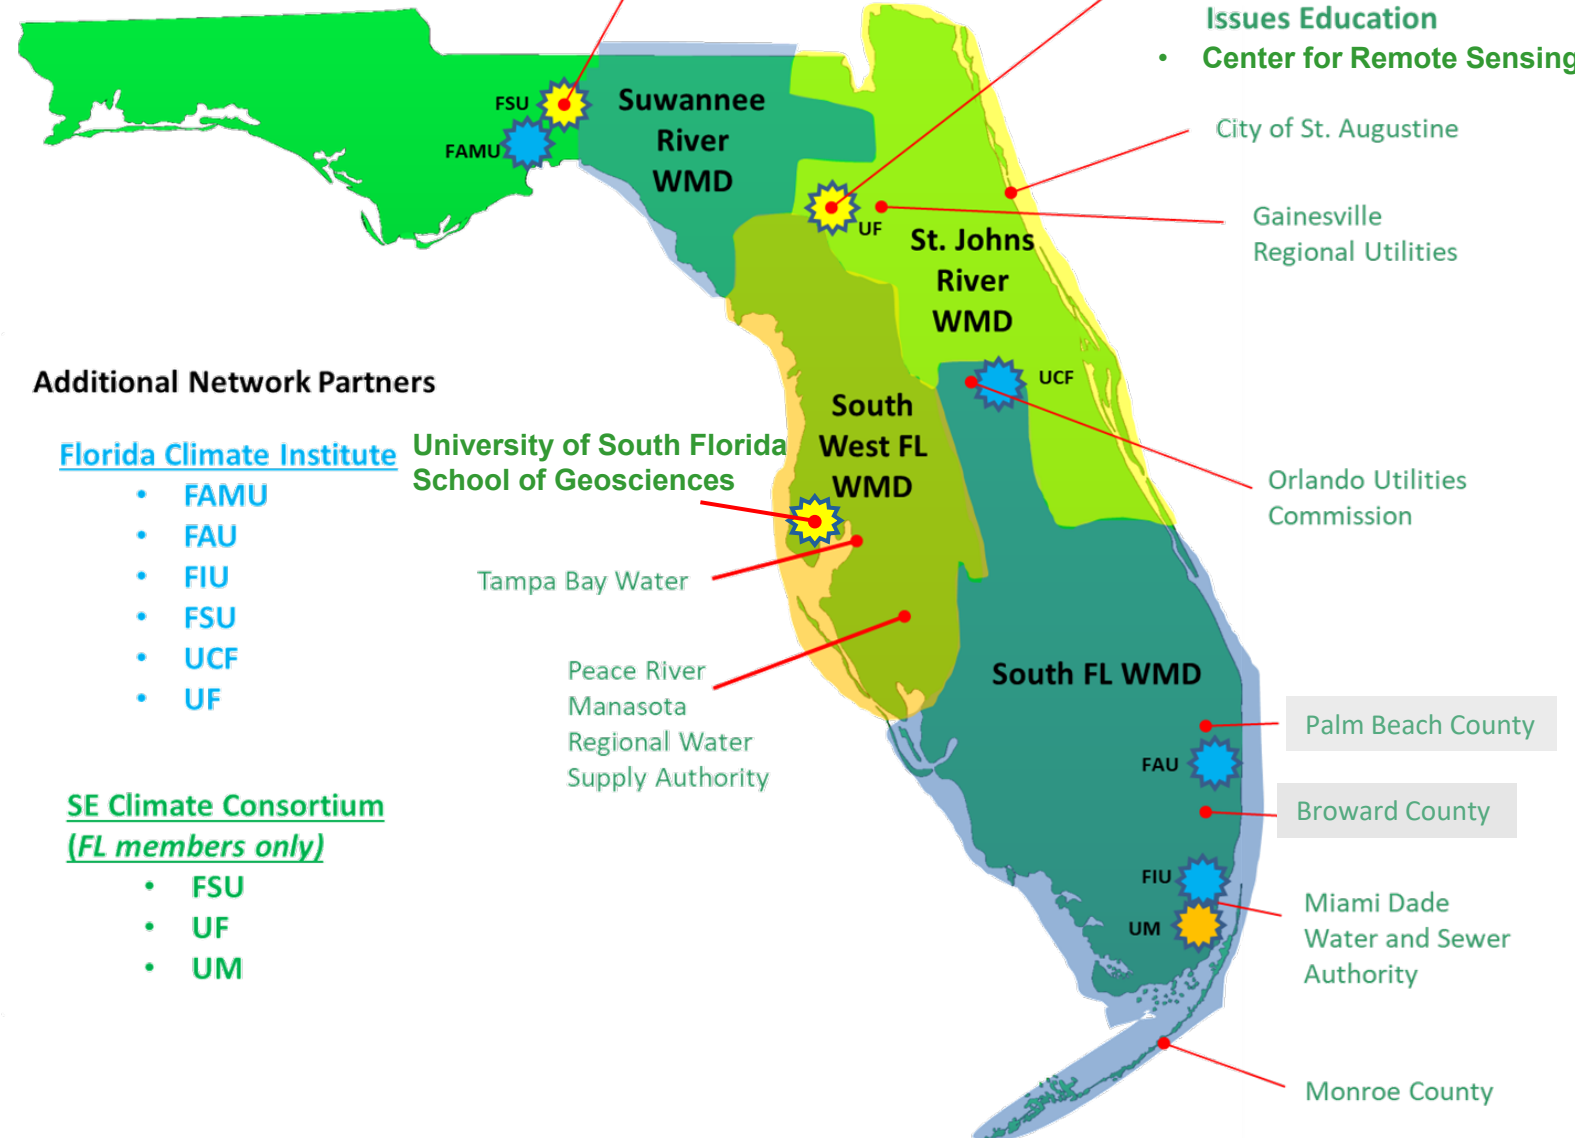 Issues Education
• Center for Remote Sensing
FSU
FAMU
Suwannee
River
WMD
City of St. Augustine
UF
Gainesville
Regional Utilities
St. Johns
River
WMD
Additional Network Partners
UCF
South
West FL
WMD
Florida Climate Institute
• FAMU
• FAU
• FIU
• FSU
• UCF
• UF
University of South Florida
School of Geosciences
Orlando Utilities
Commission
Tampa Bay Water
Peace River
Manasota
Regional Water
Supply Authority
South FL WMD
Palm Beach County
FAU
Broward County
SE Climate Consortium
(FL members only)
• FSU
• UF
• UM
FIU
UM
Miami Dade
Water and Sewer
Authority
Monroe County